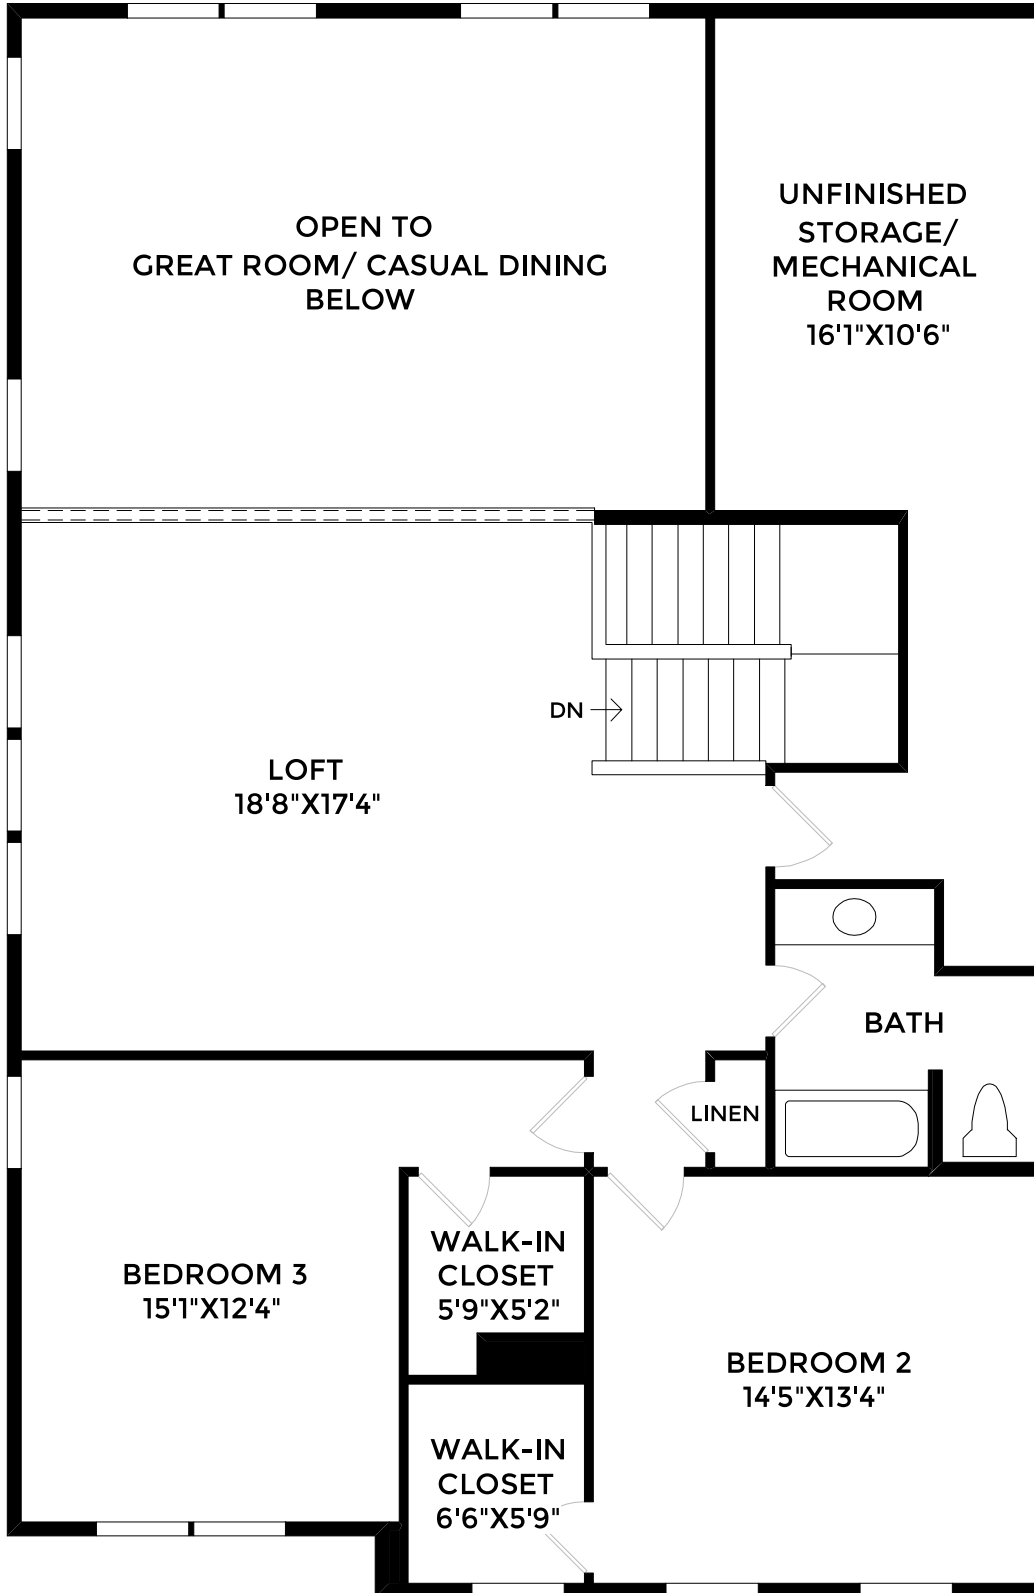 OPEN TO
GREAT ROOM/ CASUAL DINING
BELOW
UNFINISHED
STORAGE/
MECHANICAL
ROOM
16'1"X10'6"
DN
LOFT
18'8"X17'4"
BATH
LINEN
WALK-IN
CLOSET
5'9"X5'2"
BEDROOM 3
15'1"X12'4"
BEDROOM 2
14'5"X13'4"
WALK-IN
CLOSET
6'6"X5'9"